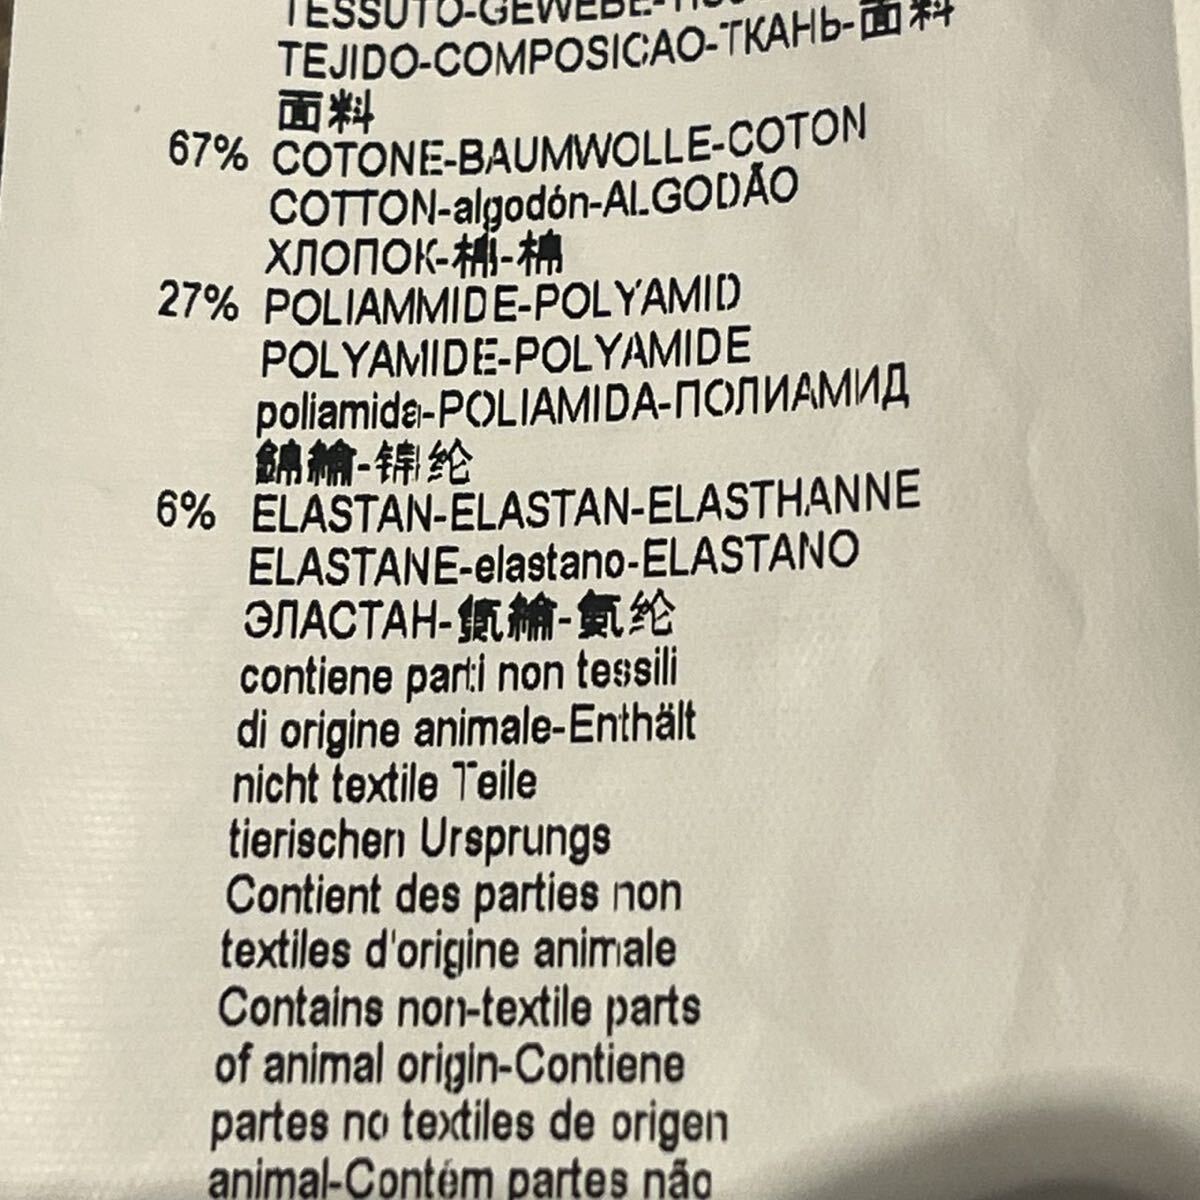 TESSUTO-GEWEBE-
TEJIDO-COMPOSICAO-ТКАНЬ-面料
面料
67% COTONE-BAUMWOLLE-COTON
COTTON-algodón-ALGODÃO
ХЛОПОК-棉-棉
27% POLIAMMIDE-POLYAMID
POLYAMIDE-POLYAMIDE
poliamida-POLIAMIDA-ПОЛИАМИД
錦綸-锦纶
6% ELASTAN-ELASTAN-ELASTHANNE
ELASTANE-elastano-ELASTANO
ЭЛАСТАН-氨綸-氨纶
contiene parti non tessili
di origine animale-Enthält
nicht textile Teile
tierischen Ursprungs
Contient des parties non
textiles d'origine animale
Contains non-textile parts
of animal origin-Contiene
partes no textiles de origen
animal-Contém partes não